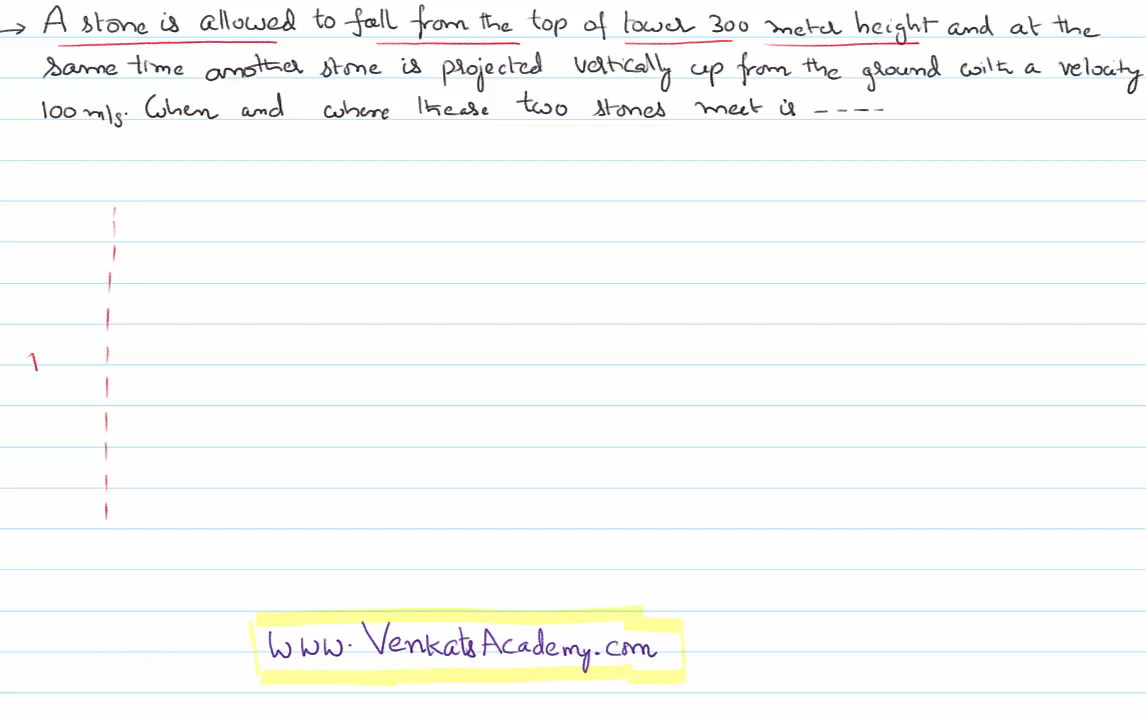 → A stone is allowed to fall from the top of tower 300 meter height and at the
same time another stone is projected vertically up from the ground with a velocity
100 m/s. When and where these two stones meet is ----
1
www.VenkatsAcademy.com